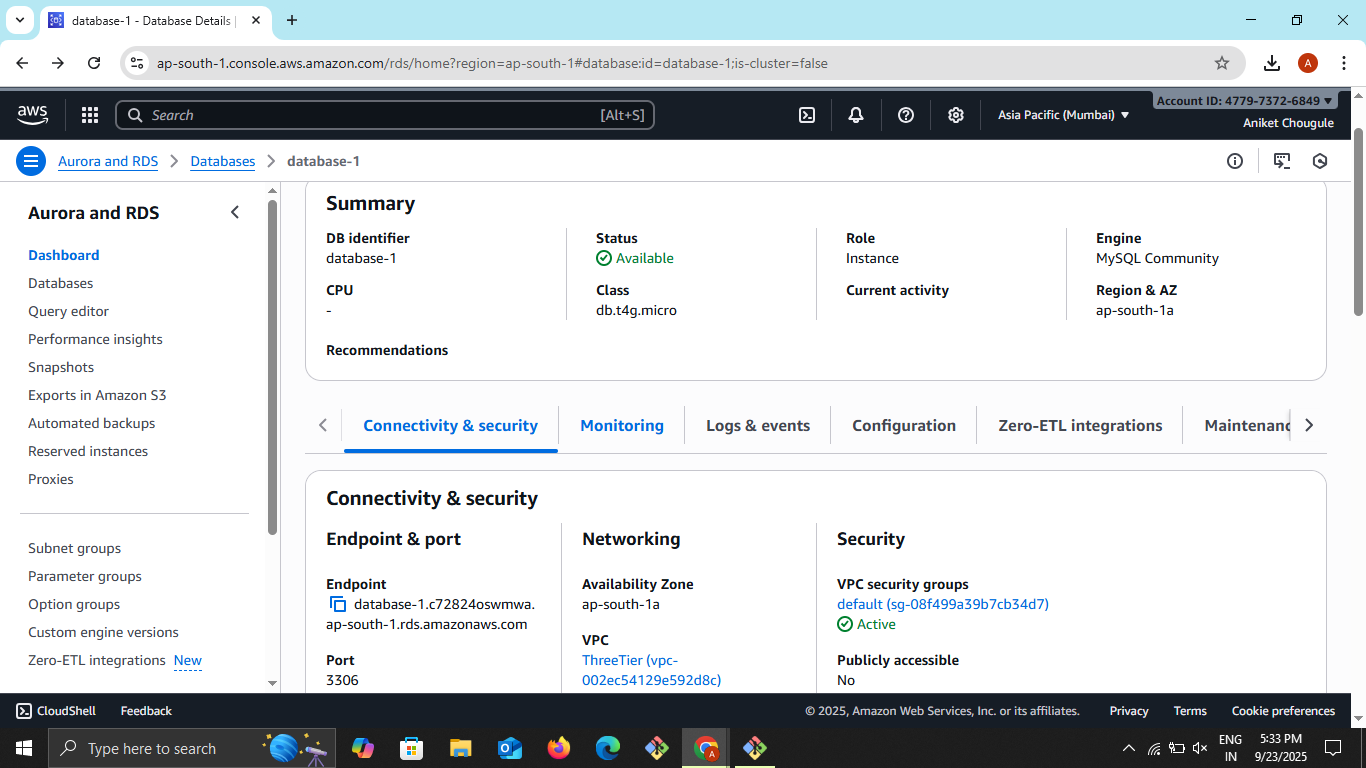 database-1 - Database Details |
ap-south-1.console.aws.amazon.com/rds/home?region=ap-south-1#database:id=database-1;is-cluster=false
A
aws
Search
[Alt+S]
Asia Pacific (Mumbai)
Account ID: 4779-7372-6849
Aniket Chougule
Aurora and RDS
Databases
database-1
Aurora and RDS
Dashboard
Databases
Query editor
Performance insights
Snapshots
Exports in Amazon S3
Automated backups
Reserved instances
Proxies
Subnet groups
Parameter groups
Option groups
Custom engine versions
Zero-ETL integrations New
Summary
DB identifier
database-1
CPU
-
Status
Available
Class
db.t4g.micro
Role
Instance
Current activity
Engine
MySQL Community
Region & AZ
ap-south-1a
Recommendations
Connectivity & security
Monitoring
Logs & events
Configuration
Zero-ETL integrations
Maintenanc
Connectivity & security
Endpoint & port
Endpoint
database-1.c72824oswmwa.
ap-south-1.rds.amazonaws.com
Port
3306
Networking
Availability Zone
ap-south-1a
VPC
ThreeTier (vpc-
002ec54129e592d8c)
Security
VPC security groups
default (sg-08f499a39b7cb34d7)
Active
Publicly accessible
No
CloudShell
Feedback
© 2025, Amazon Web Services, Inc. or its affiliates.
Privacy
Terms
Cookie preferences
Type here to search
A
ENG
IN
5:33 PM
9/23/2025